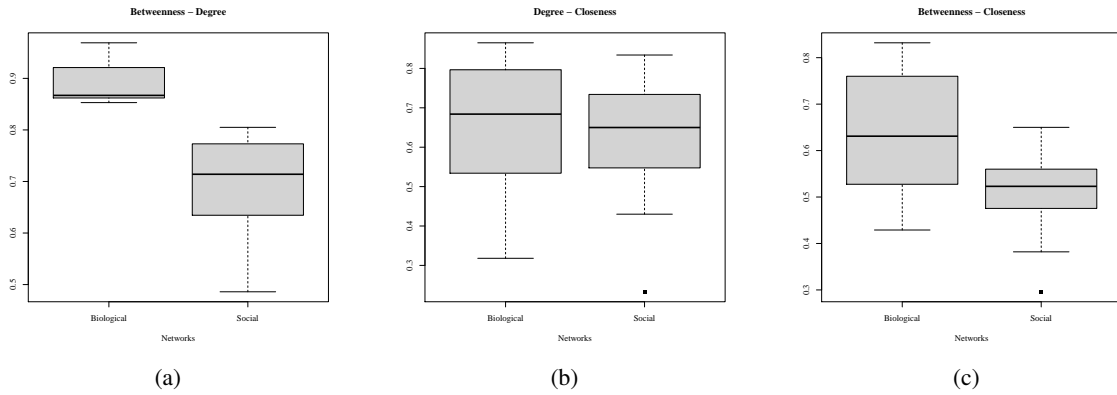 Betweenness – Degree
0.9
0.8
0.7
0.6
0.5
Biological Social
Networks
(a)
Degree – Closeness
0.8
0.7
0.6
0.5
0.4
0.3
Biological Social
Networks
(b)
Betweenness – Closeness
0.8
0.7
0.6
0.5
0.4
0.3
Biological Social
Networks
(c)